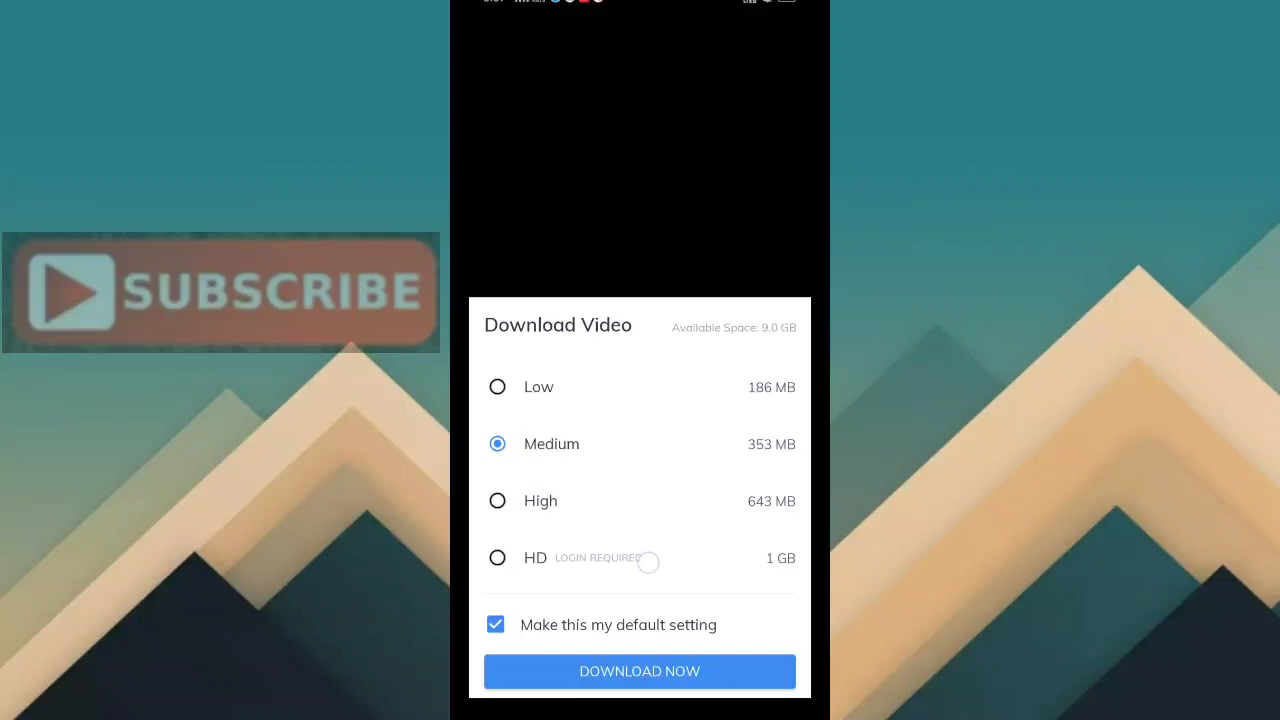 SUBSCRIBE
Download Video
Available Space: 9.0 GB
Low 186 MB
Medium 353 MB
High 643 MB
HD LOGIN REQUIRED 1 GB
Make this my default setting
DOWNLOAD NOW